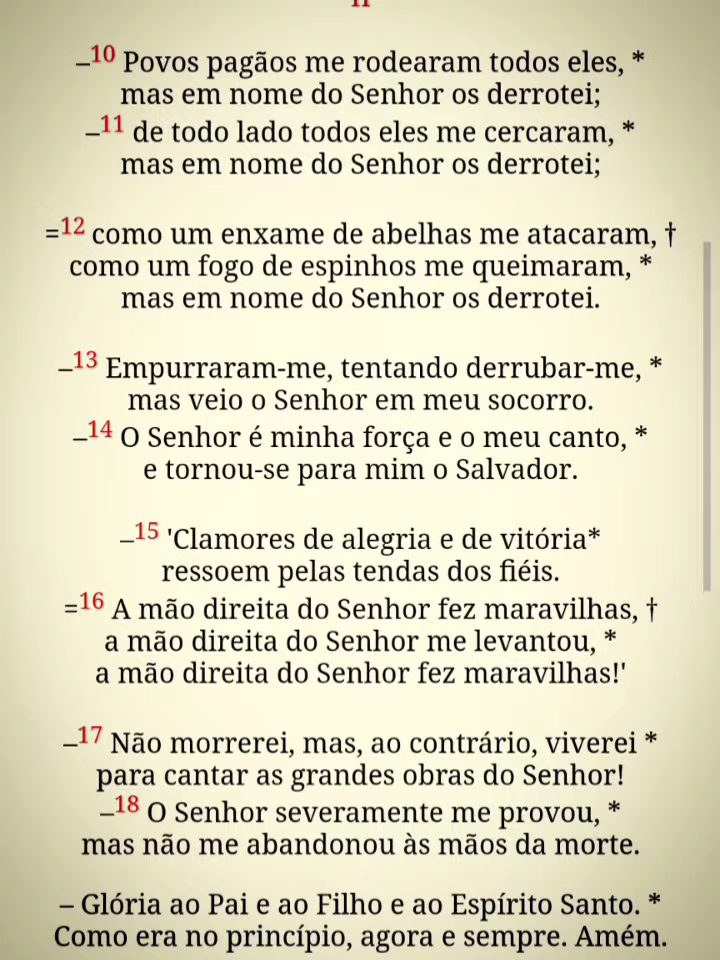 II
–10 Povos pagãos me rodearam todos eles, *
mas em nome do Senhor os derrotei;
–11 de todo lado todos eles me cercaram, *
mas em nome do Senhor os derrotei;
=12 como um enxame de abelhas me atacaram, †
como um fogo de espinhos me queimaram, *
mas em nome do Senhor os derrotei.
–13 Empurraram-me, tentando derrubar-me, *
mas veio o Senhor em meu socorro.
–14 O Senhor é minha força e o meu canto, *
e tornou-se para mim o Salvador.
–15 'Clamores de alegria e de vitória*
ressoem pelas tendas dos fiéis.
=16 A mão direita do Senhor fez maravilhas, †
a mão direita do Senhor me levantou, *
a mão direita do Senhor fez maravilhas!'
–17 Não morrerei, mas, ao contrário, viverei *
para cantar as grandes obras do Senhor!
–18 O Senhor severamente me provou, *
mas não me abandonou às mãos da morte.
– Glória ao Pai e ao Filho e ao Espírito Santo. *
Como era no princípio, agora e sempre. Amém.